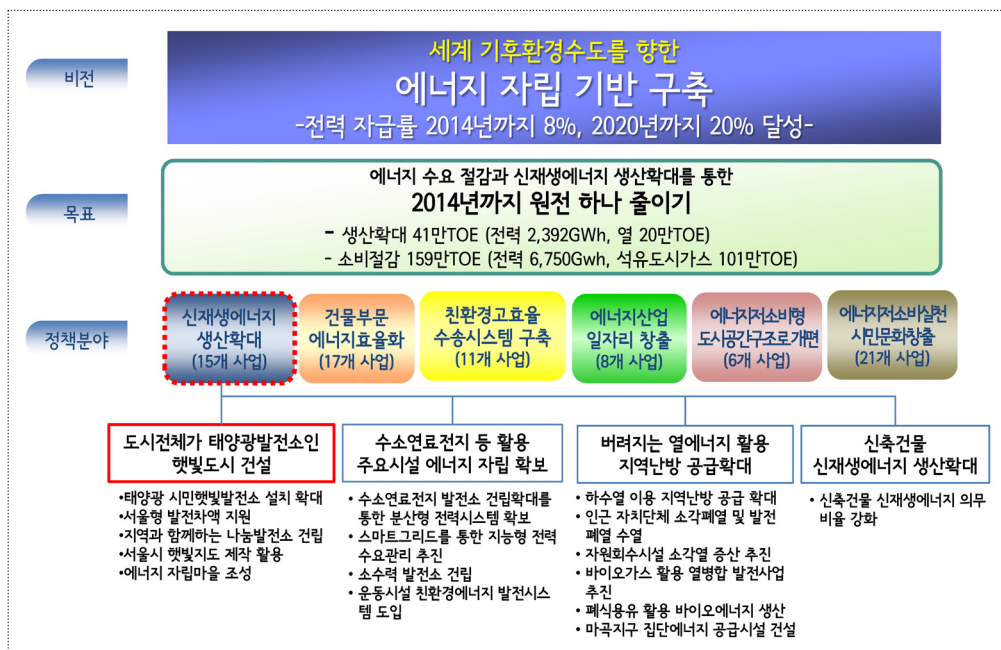 비전
세계 기후환경수도를 향한
에너지 자립 기반 구축
-전력 자급률 2014년까지 8%, 2020년까지 20% 달성-
목표
에너지 수요 절감과 신재생에너지 생산확대를 통한
2014년까지 원전 하나 줄이기
- 생산확대 41만TOE (전력 2,392GWh, 열 20만TOE)
- 소비절감 159만TOE (전력 6,750Gwh, 석유도시가스 101만TOE)
정책분야
신재생에너지
생산확대
(15개 사업)
건물부문
에너지효율화
(17개 사업)
친환경고효율
수송시스템 구축
(11개 사업)
에너지산업
일자리 창출
(8개 사업)
에너지저소비형
도시공간구조로개편
(6개 사업)
에너지저소비실천
시민문화창출
(21개 사업)
도시전체가 태양광발전소인
햇빛도시 건설
•태양광 시민햇빛발전소 설치 확대
•서울형 발전차액 지원
•지역과 함께하는 나눔발전소 건립
•서울시 햇빛지도 제작 활용
•에너지 자립마을 조성
수소연료전지 등 활용
주요시설 에너지 자립 확보
• 수소연료전지 발전소 건립확대를
통한 분산형 전력시스템 확보
• 스마트그리드를 통한 지능형 전력
수요관리 추진
• 소수력 발전소 건립
• 운동시설 친환경에너지 발전시스
템 도입
버려지는 열에너지 활용
지역난방 공급확대
• 하수열 이용 지역난방 공급 확대
• 인근 자치단체 소각폐열 및 발전
폐열 수열
• 자원회수시설 소각열 증산 추진
• 바이오가스 활용 열병합 발전사업
추진
• 폐식용유 활용 바이오에너지 생산
• 마곡지구 집단에너지 공급시설 건설
신축건물
신재생에너지 생산확대
• 신축건물 신재생에너지 의무
비율 강화